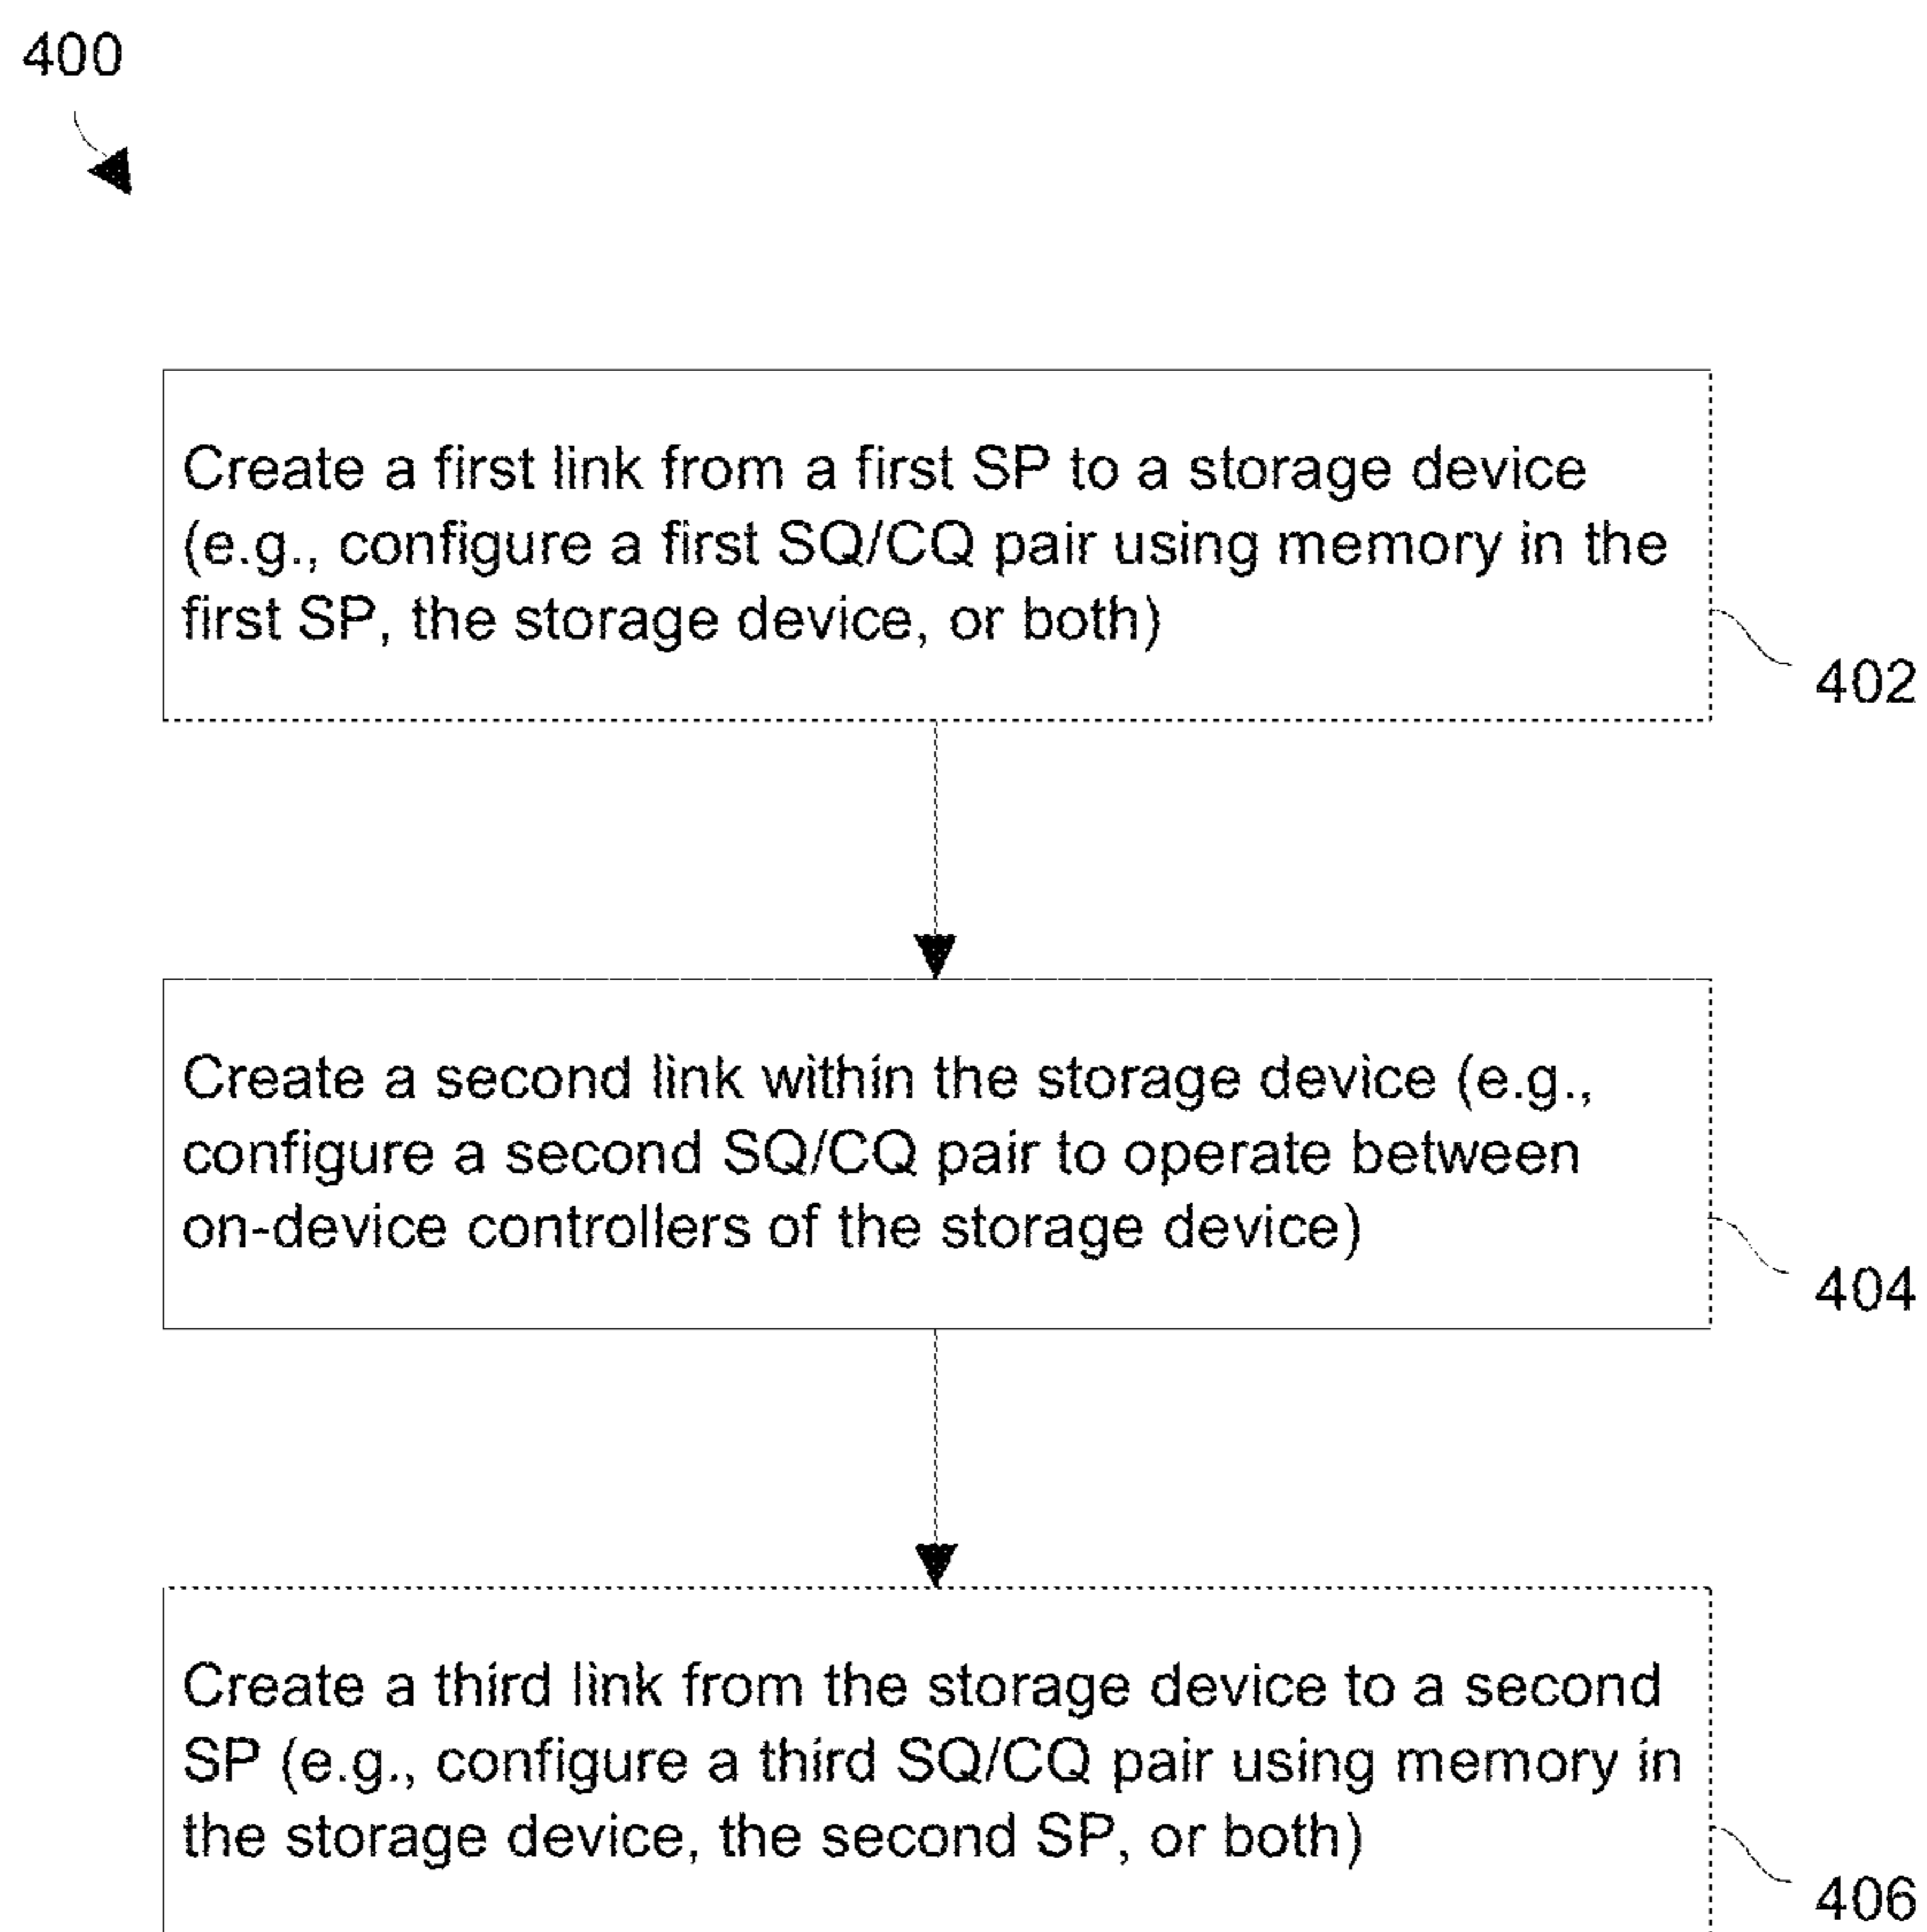 400
Create a first link from a first SP to a storage device
(e.g., configure a first SQ/CQ pair using memory in the
first SP, the storage device, or both)
402
Create a second link within the storage device (e.g.,
configure a second SQ/CQ pair to operate between
on-device controllers of the storage device)
404
Create a third link from the storage device to a second
SP (e.g., configure a third SQ/CQ pair using memory in
the storage device, the second SP, or both)
406